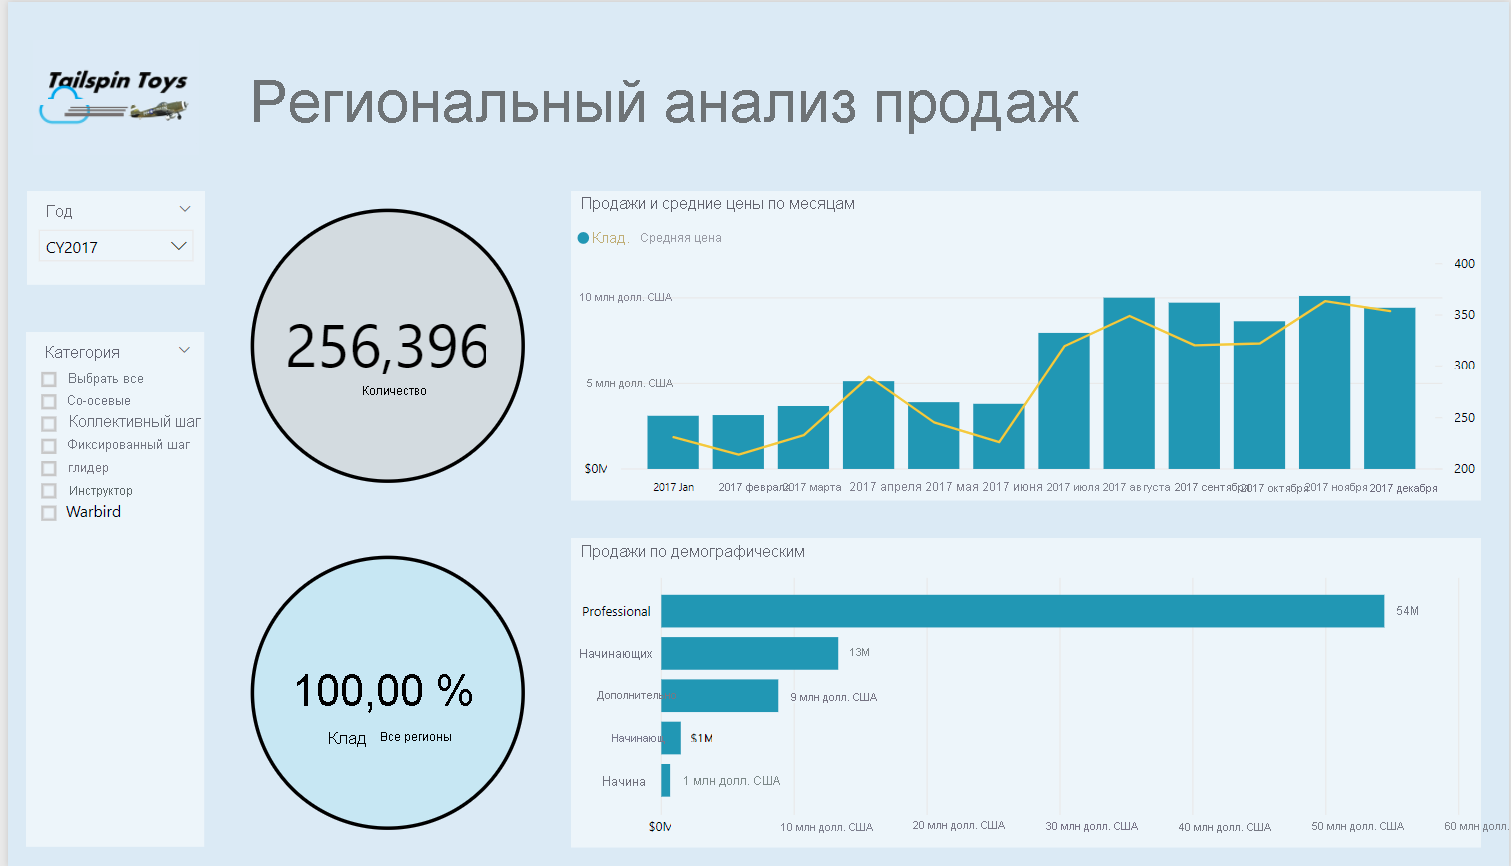 Tailspin Toys
Региональный анализ продаж
Год
CY2017
Категория
Выбрать все
Со-осевые
Коллективный шаг
Фиксированный шаг
глидер
Инструктор
Warbird
256,396
Количество
100,00 %
Клад Все регионы
Продажи и средние цены по месяцам
Клад. Средняя цена
10 млн долл. США
5 млн долл. США
$0M
400
350
300
250
200
2017 Jan 2017 февраля 2017 марта 2017 апреля 2017 мая 2017 июня 2017 июля 2017 августа 2017 сентября 2017 октября 2017 ноября 2017 декабря
Продажи по демографическим
Professional 54M
Начинающих 13M
Дополнитель 9 млн долл. США
Начинающ $1M
Начина 1 млн долл. США
$0M 10 млн долл. США 20 млн долл. США 30 млн долл. США 40 млн долл. США 50 млн долл. США 60 млн долл.